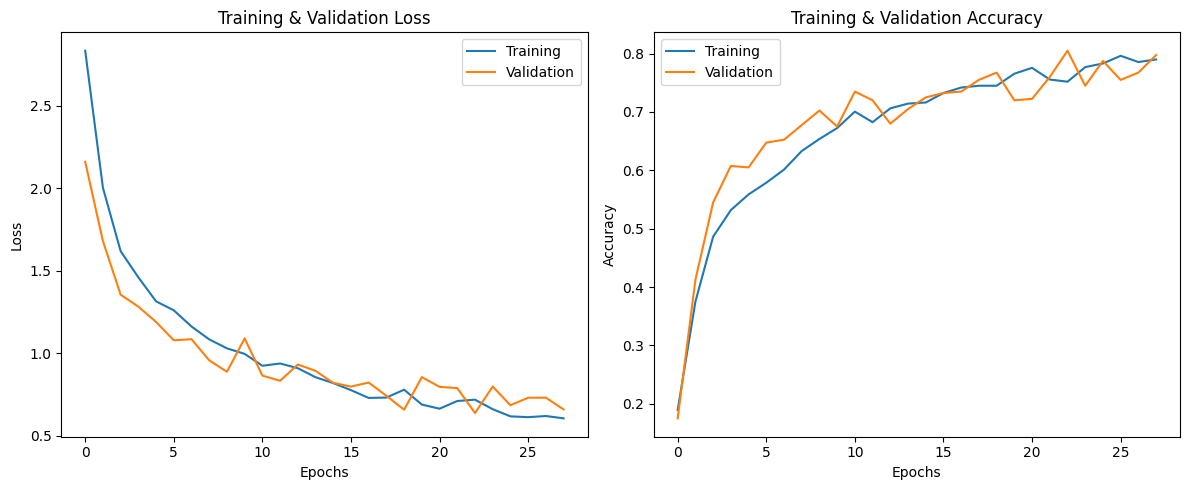 Training & Validation Loss
Training
Validation
2.5
2.0
1.5
1.0
0.5
Loss
0
5
10
15
20
25
Epochs
Training & Validation Accuracy
Training
Validation
0.8
0.7
0.6
0.5
0.4
0.3
0.2
Accuracy
0
5
10
15
20
25
Epochs